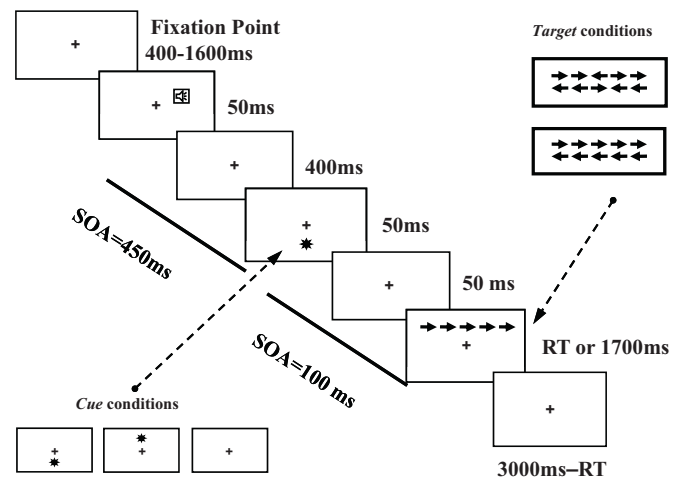 Fixation Point
400-1600ms
50ms
400ms
50ms
50 ms
RT or 1700ms
3000ms–RT
SOA=450ms
SOA=100 ms
Target conditions
Cue conditions